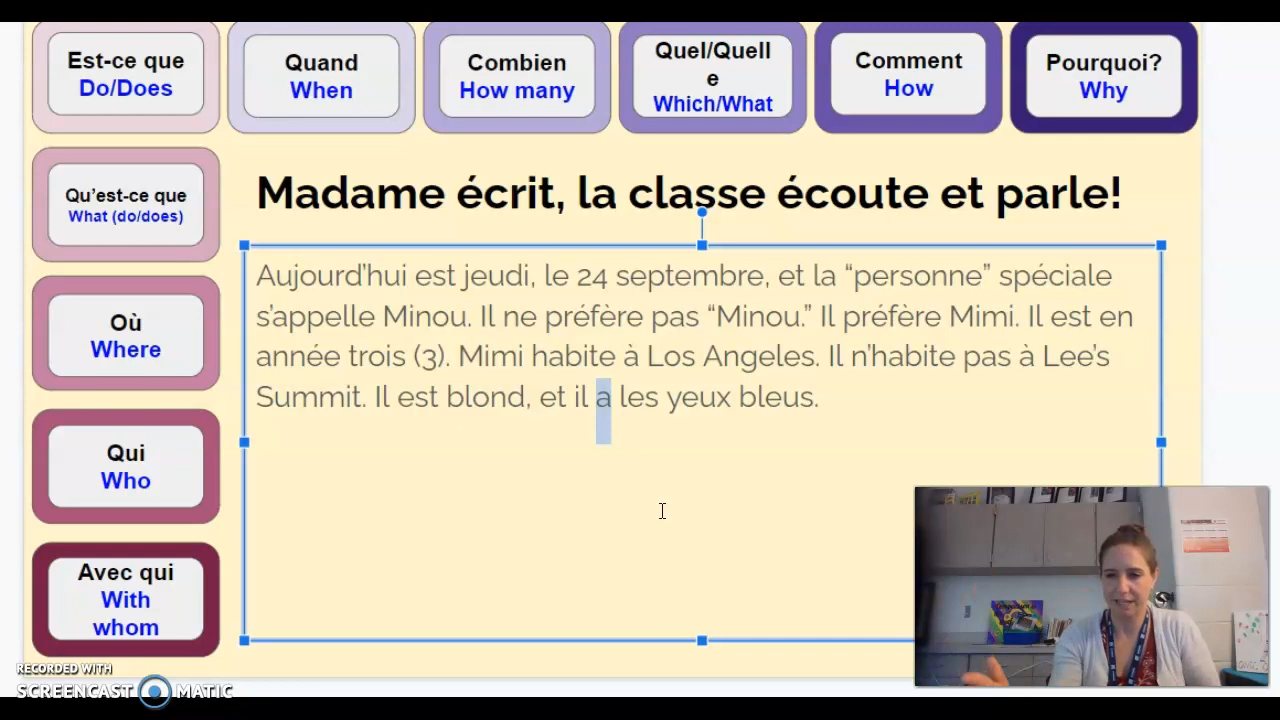 Est-ce que
Do/Does
Quand
When
Combien
How many
Quel/Quell
e
Which/What
Comment
How
Pourquoi?
Why
Qu'est-ce que
What (do/does)
Où
Where
Qui
Who
Avec qui
With
whom
Madame écrit, la classe écoute et parle!
Aujourd'hui est jeudi, le 24 septembre, et la “personne” spéciale
s'appelle Minou. Il ne préfère pas “Minou.” Il préfère Mimi. Il est en
année trois (3). Mimi habite à Los Angeles. Il n'habite pas à Lee's
Summit. Il est blond, et il a les yeux bleus.
RECORDED WITH
SCREENCAST MATIC